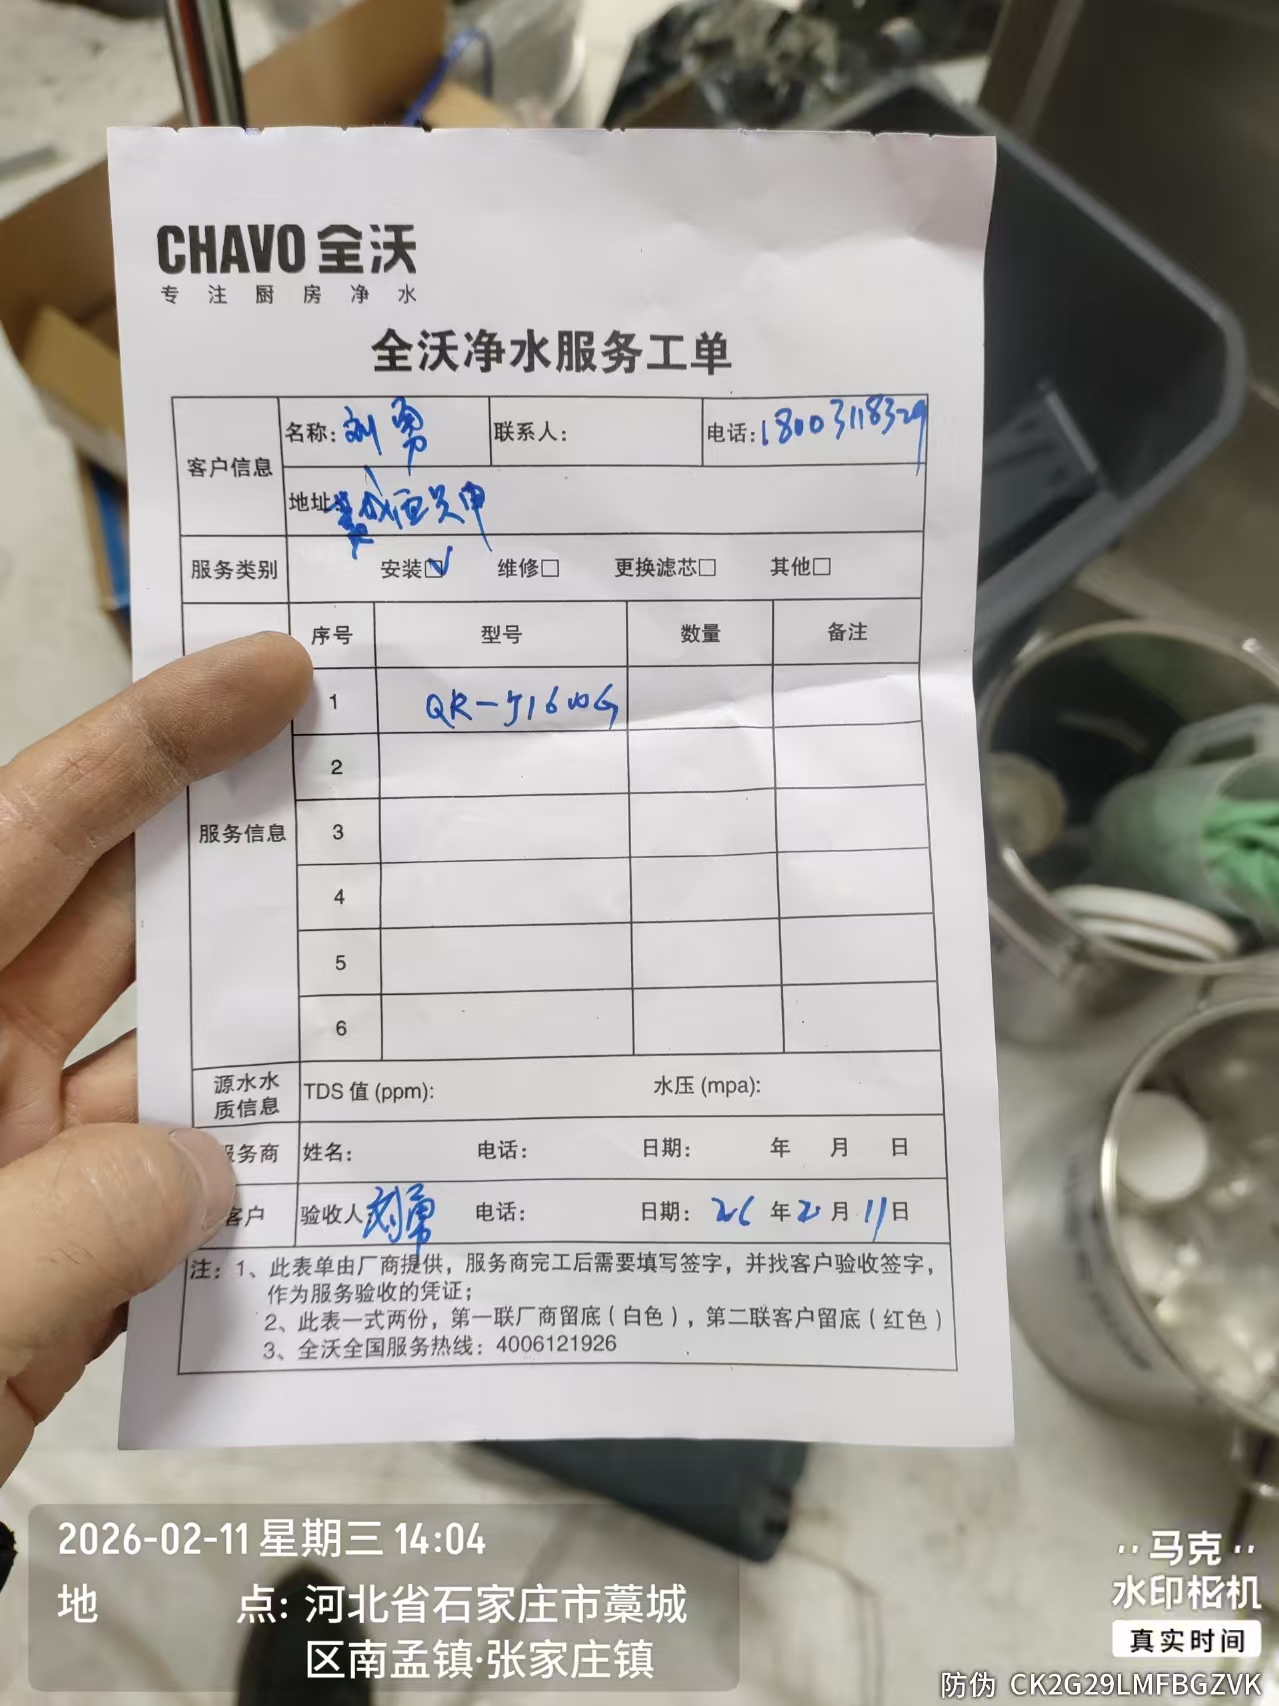 CHAVO 全沃
专注厨房净水
全沃净水服务工单
客户信息 名称: 刘勇 联系人: 电话: 18003118329
地址
服务类别 安装☑ 维修□ 更换滤芯□ 其他□
服务信息 序号 型号 数量 备注
1
2
3
4
5
6
源水水质信息 TDS 值 (ppm): 水压 (mpa):
服务商 姓名: 电话: 日期: 年 月 日
客户 验收人 刘勇 电话: 日期: 26 年 2 月 11 日
注: 1、此表单由厂商提供，服务商完工后需要填写签字，并找客户验收签字，
作为服务验收的凭证；
2、此表一式两份，第一联厂商留底（白色），第二联客户留底（红色）
3、全沃全国服务热线：4006121926
2026-02-11 星期三 14:04
地 点: 河北省石家庄市藁城
区南孟镇·张家庄镇
马克
水印相机
真实时间
防伪 CK2G29LMFBGZVK